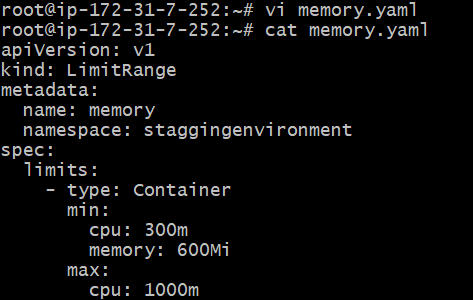 root@ip-172-31-7-252:~# vi memory.yaml
root@ip-172-31-7-252:~# cat memory.yaml
apiVersion: v1
kind: LimitRange
metadata:
  name: memory
  namespace: staggingenvironment
spec:
  limits:
    - type: Container
      min:
        cpu: 300m
        memory: 600Mi
      max:
        cpu: 1000m